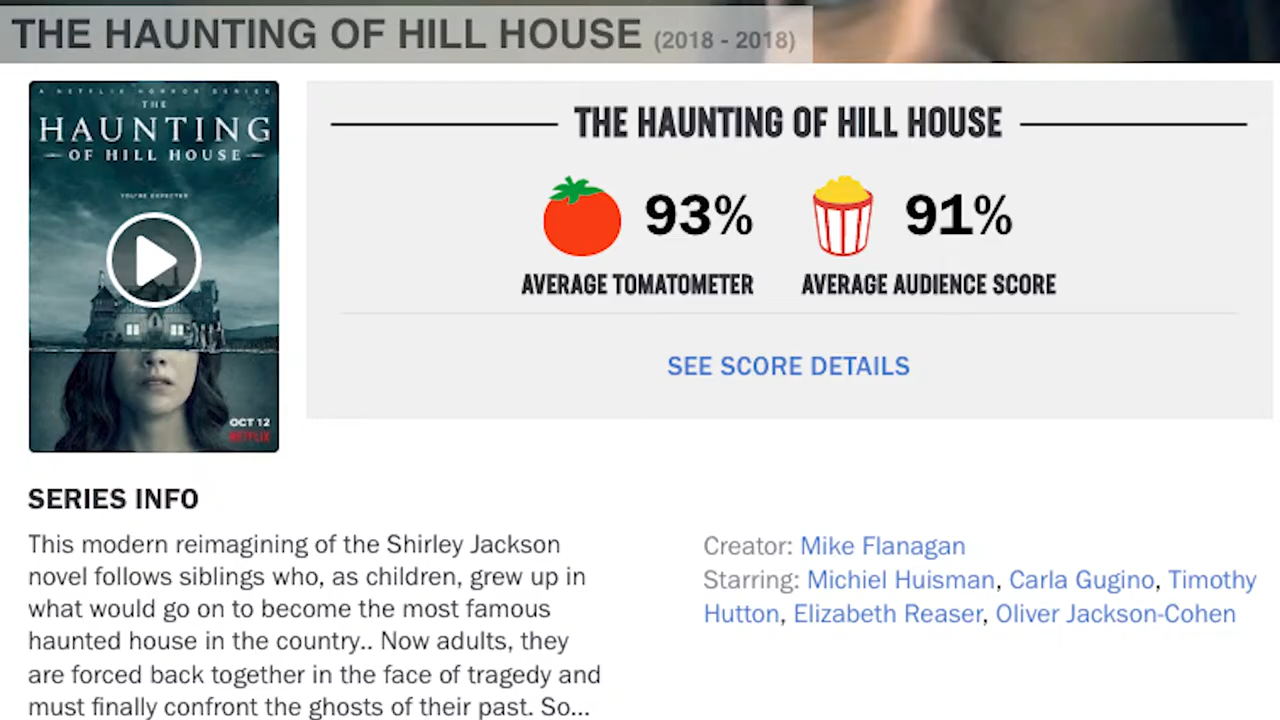 THE HAUNTING OF HILL HOUSE (2018 - 2018)
A NETFLIX HORROR SERIES
THE
HAUNTING
OF HILL HOUSE
YOU'RE EXPECTED
OCT 12
NETFLIX
THE HAUNTING OF HILL HOUSE
93% 91%
AVERAGE TOMATOMETER AVERAGE AUDIENCE SCORE
SEE SCORE DETAILS
SERIES INFO
This modern reimagining of the Shirley Jackson
novel follows siblings who, as children, grew up in
what would go on to become the most famous
haunted house in the country.. Now adults, they
are forced back together in the face of tragedy and
must finally confront the ghosts of their past. So...
Creator: Mike Flanagan
Starring: Michiel Huisman, Carla Gugino, Timothy
Hutton, Elizabeth Reaser, Oliver Jackson-Cohen